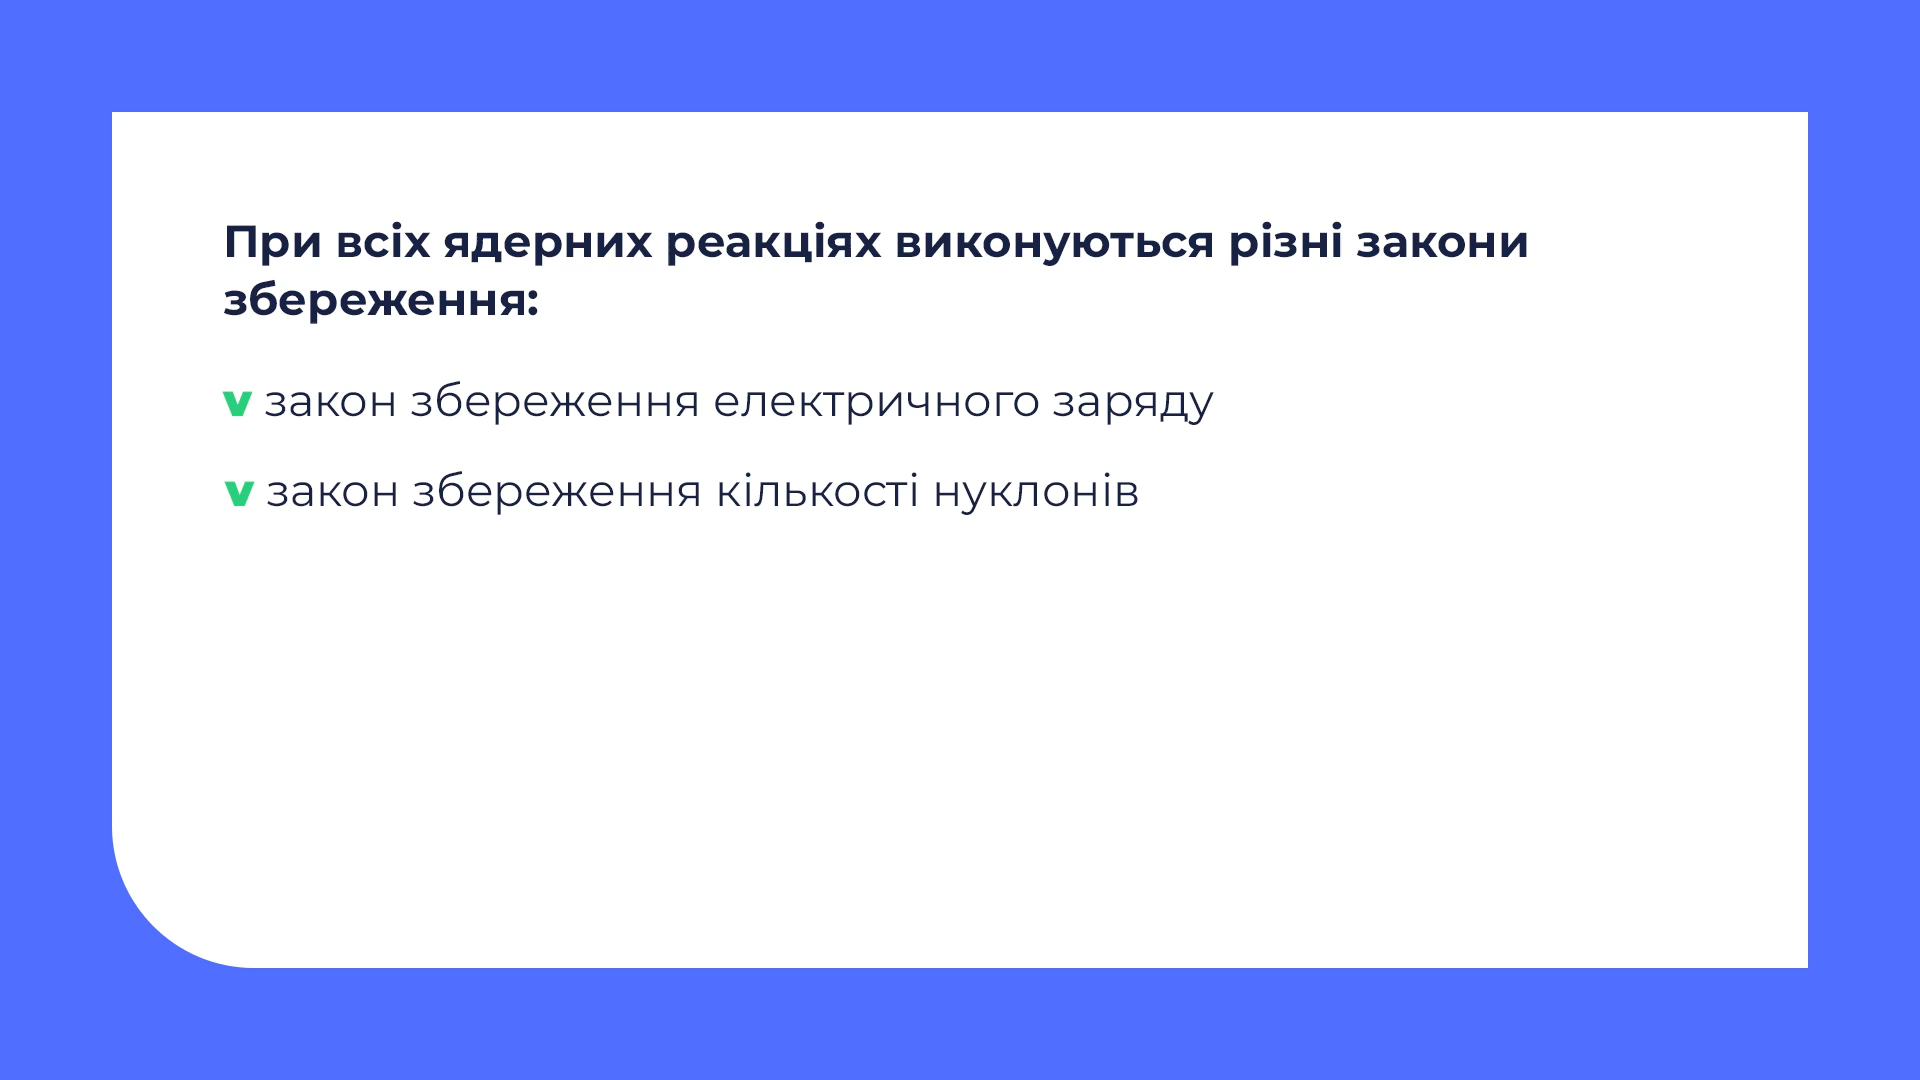 При всіх ядерних реакціях виконуються різні закони
збереження:
v закон збереження електричного заряду
v закон збереження кількості нуклонів